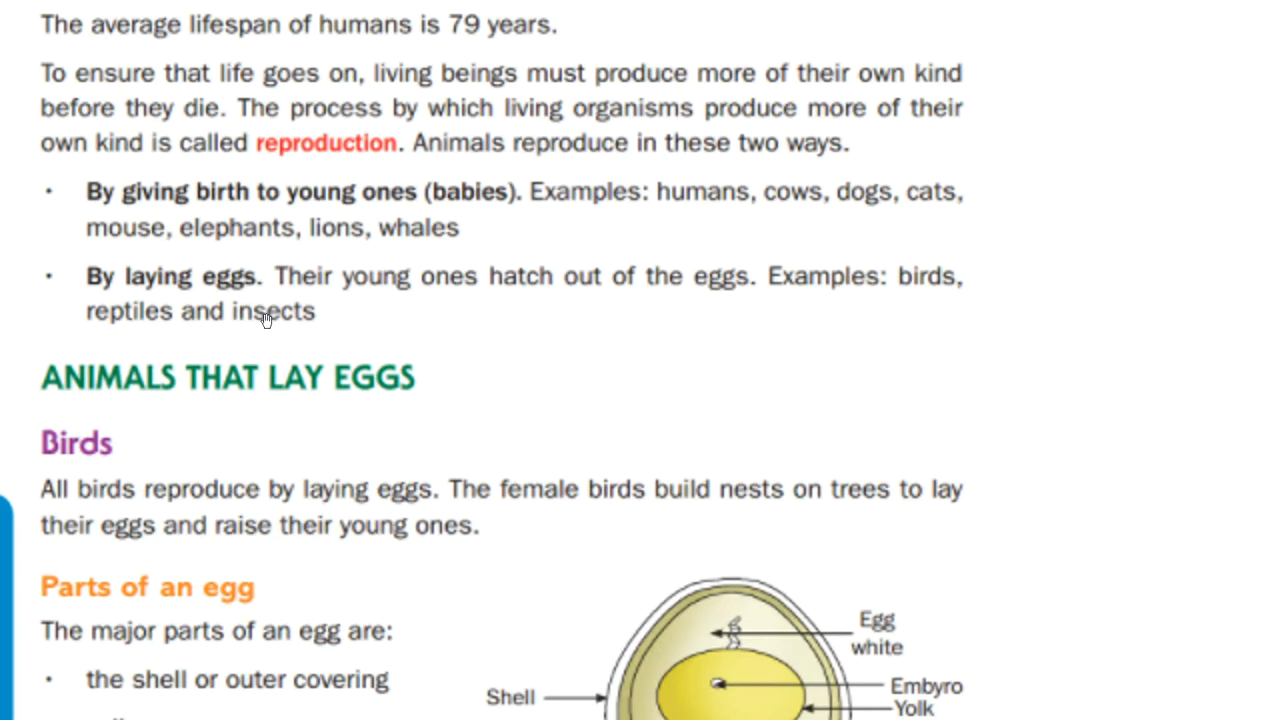 The average lifespan of humans is 79 years.
To ensure that life goes on, living beings must produce more of their own kind
before they die. The process by which living organisms produce more of their
own kind is called reproduction. Animals reproduce in these two ways.
· By giving birth to young ones (babies). Examples: humans, cows, dogs, cats,
mouse, elephants, lions, whales
· By laying eggs. Their young ones hatch out of the eggs. Examples: birds,
reptiles and insects
ANIMALS THAT LAY EGGS
Birds
All birds reproduce by laying eggs. The female birds build nests on trees to lay
their eggs and raise their young ones.
Parts of an egg
The major parts of an egg are:
· the shell or outer covering
Egg
white
Shell
Embyro
Yolk